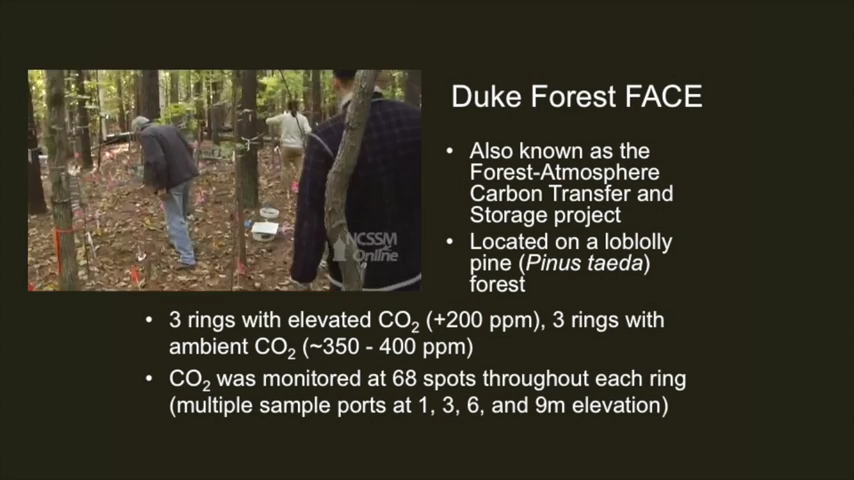 Duke Forest FACE
• Also known as the
Forest-Atmosphere
Carbon Transfer and
Storage project
• Located on a loblolly
pine (Pinus taeda)
forest
NCSSM
Online
• 3 rings with elevated CO₂ (+200 ppm), 3 rings with
ambient CO₂ (~350 - 400 ppm)
• CO₂ was monitored at 68 spots throughout each ring
(multiple sample ports at 1, 3, 6, and 9m elevation)